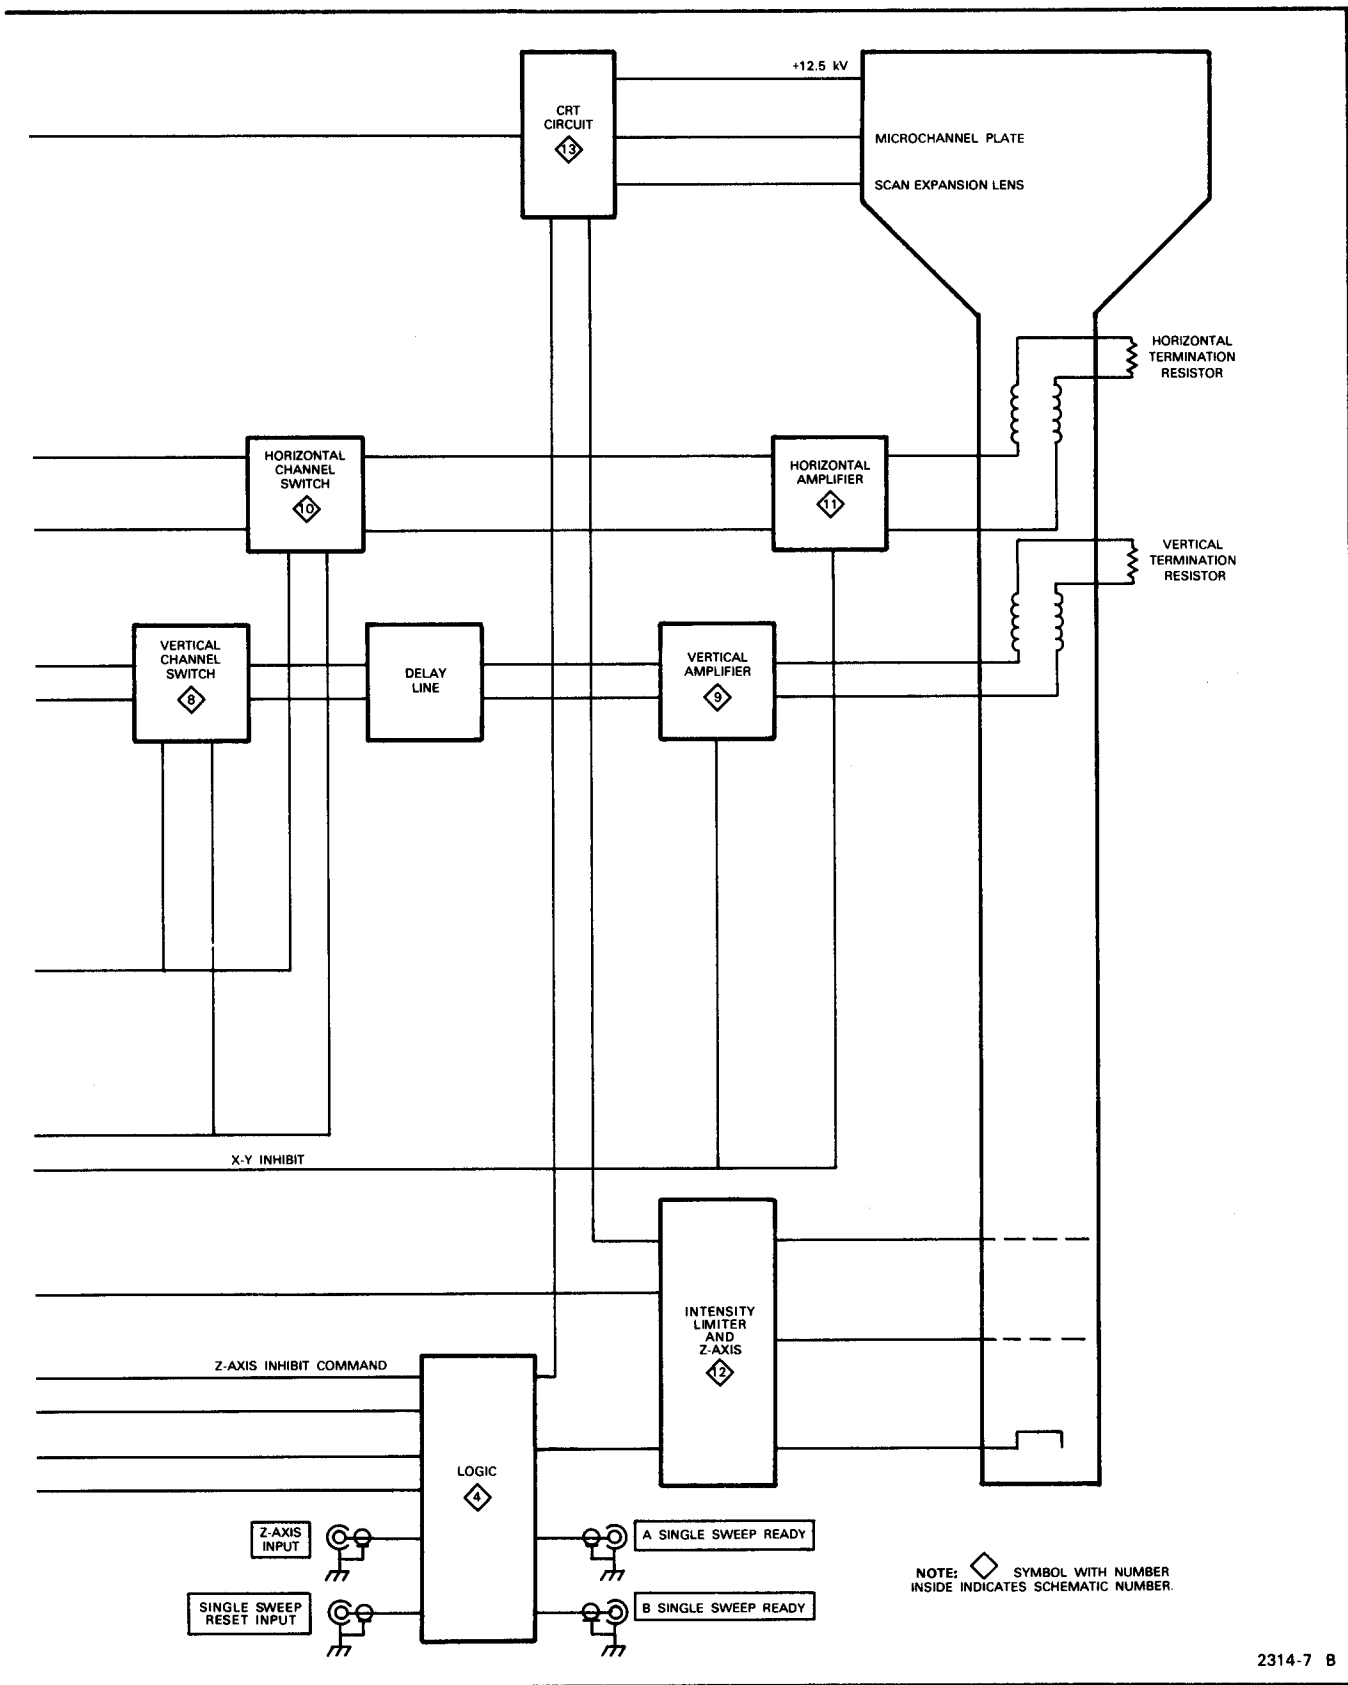 +12.5 kV
CRT
CIRCUIT
13
MICROCHANNEL PLATE
SCAN EXPANSION LENS
HORIZONTAL
TERMINATION
RESISTOR
HORIZONTAL
CHANNEL
SWITCH
10
HORIZONTAL
AMPLIFIER
11
VERTICAL
TERMINATION
RESISTOR
VERTICAL
CHANNEL
SWITCH
8
DELAY
LINE
VERTICAL
AMPLIFIER
9
X-Y INHIBIT
INTENSITY
LIMITER
AND
Z-AXIS
12
Z-AXIS INHIBIT COMMAND
LOGIC
4
Z-AXIS
INPUT
A SINGLE SWEEP READY
SINGLE SWEEP
RESET INPUT
B SINGLE SWEEP READY
NOTE: SYMBOL WITH NUMBER
INSIDE INDICATES SCHEMATIC NUMBER.
2314-7 B